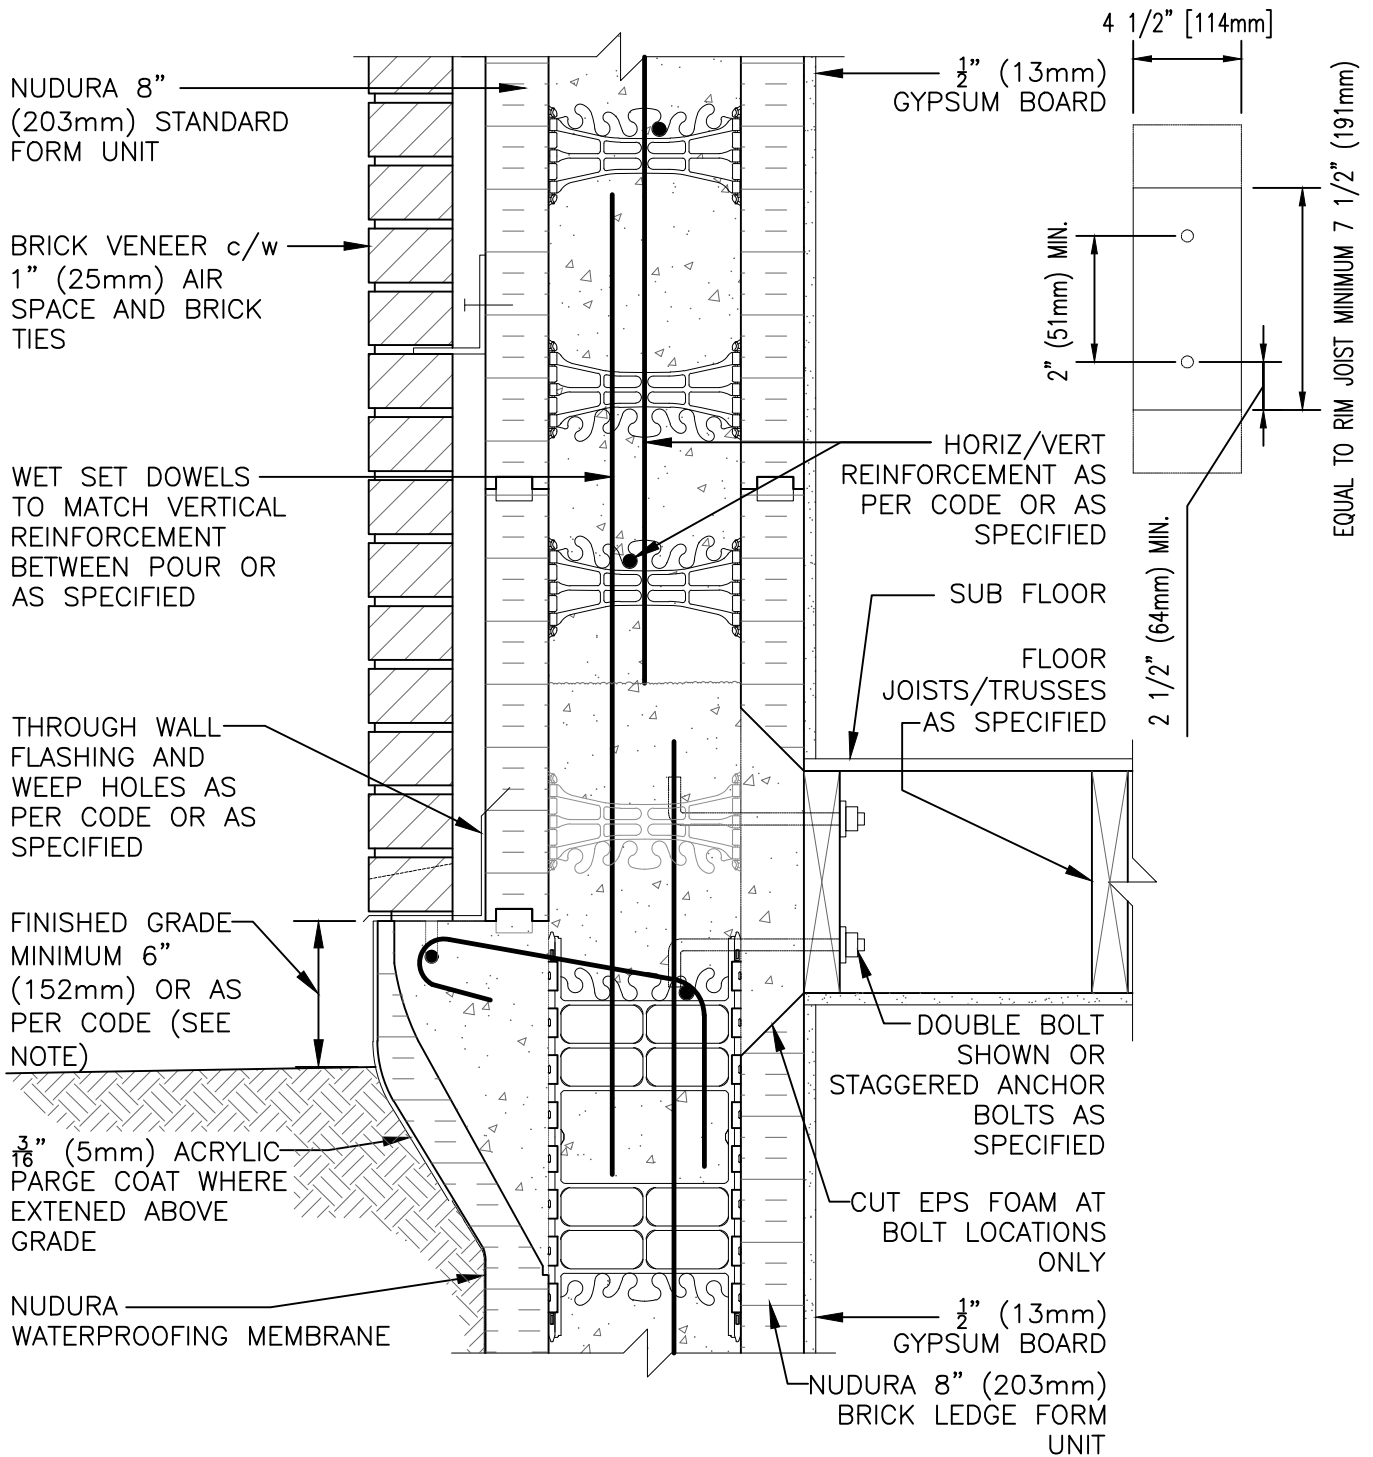 NUDURA 8”
(203mm) STANDARD
FORM UNIT
BRICK VENEER c/w
1” (25mm) AIR
SPACE AND BRICK
TIES
WET SET DOWELS
TO MATCH VERTICAL
REINFORCEMENT
BETWEEN POUR OR
AS SPECIFIED
THROUGH WALL
FLASHING AND
WEEP HOLES AS
PER CODE OR AS
SPECIFIED
FINISHED GRADE
MINIMUM 6”
(152mm) OR AS
PER CODE (SEE
NOTE)
3/16” (5mm) ACRYLIC
PARGE COAT WHERE
EXTENED ABOVE
GRADE
NUDURA
WATERPROOFING MEMBRANE
1/2” (13mm)
GYPSUM BOARD
HORIZ/VERT
REINFORCEMENT AS
PER CODE OR AS
SPECIFIED
SUB FLOOR
FLOOR
JOISTS/TRUSSES
AS SPECIFIED
DOUBLE BOLT
SHOWN OR
STAGGERED ANCHOR
BOLTS AS
SPECIFIED
CUT EPS FOAM AT
BOLT LOCATIONS
ONLY
1/2” (13mm)
GYPSUM BOARD
NUDURA 8” (203mm)
BRICK LEDGE FORM
UNIT
4 1/2” [114mm]
2” (51mm) MIN.
2 1/2” (64mm) MIN.
EQUAL TO RIM JOIST MINIMUM 7 1/2” (191mm)